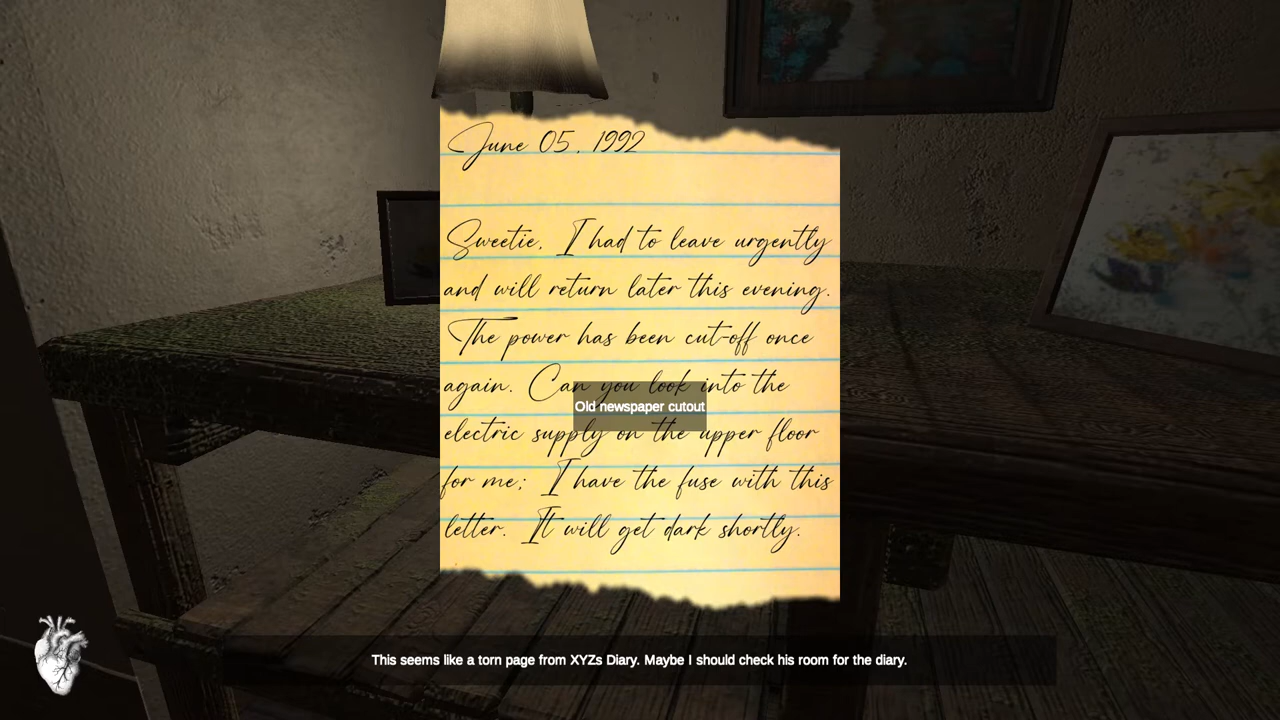 June 05, 1992
Sweetie, I had to leave urgently
and will return later this evening.
The power has been cut-off once
again. Can you look into the
Old newspaper cutout
electric supply on the upper floor
for me; I have the fuse with this
letter. It will get dark shortly.
This seems like a torn page from XYZs Diary. Maybe I should check his room for the diary.